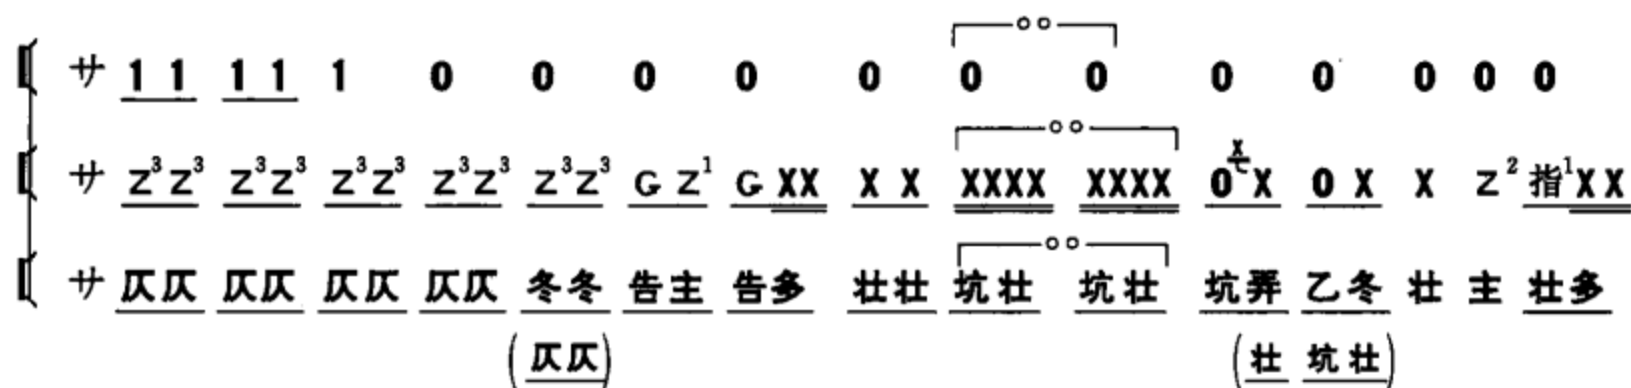 サ 1 1 1 1 1 0 0 0 0 0 0 0 0 0 0 0 0
サ Z³Z³ Z³Z³ Z³Z³ Z³Z³ Z³Z³ G Z¹ G XX X X XXXX XXXX 0 X X 0 X X Z² 指¹XX
サ 仄仄 仄仄 仄仄 仄仄 冬冬 告主 告多 壮壮 坑壮 坑壮 坑弄 乙冬 壮 主 壮多
(仄仄) (壮 坑壮)